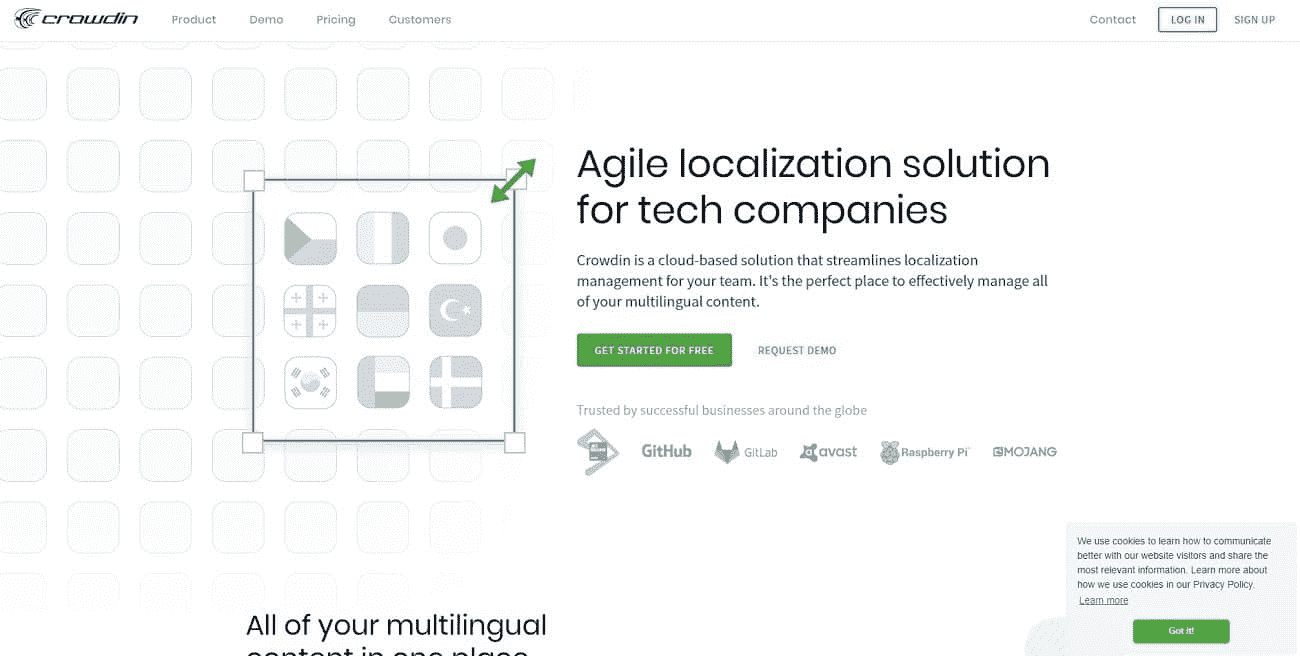 crowdin
Product
Demo
Pricing
Customers
Contact
LOG IN
SIGN UP
Agile localization solution
for tech companies
Crowdin is a cloud-based solution that streamlines localization
management for your team. It's the perfect place to effectively manage all
of your multilingual content.
GET STARTED FOR FREE
REQUEST DEMO
Trusted by successful businesses around the globe
GitHub
GitLab
avast
Raspberry Pi
MOJANG
We use cookies to learn how to communicate
better with our website visitors and share the
most relevant information. Learn more about
how we use cookies in our Privacy Policy.
Learn more
Got it!
All of your multilingual
content in one place